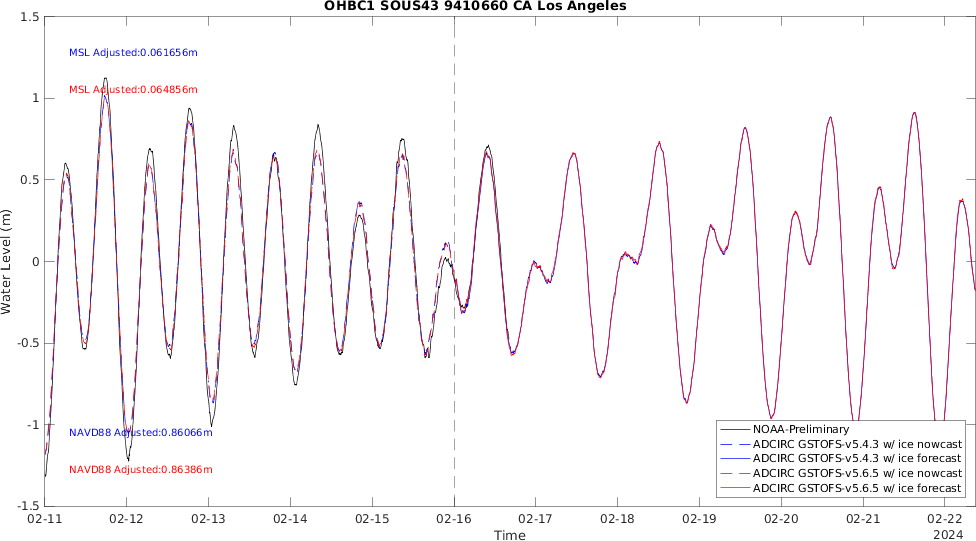 OHBC1 SOUS43 9410660 CA Los Angeles
1.5
MSL Adjusted:0.061656m
MSL Adjusted:0.064856m
1
0.5
0
-0.5
-1
-1.5
Water Level (m)
NAVD88 Adjusted:0.86066m
NAVD88 Adjusted:0.86386m
NOAA-Preliminary
ADCIRC GSTOFS-v5.4.3 w/ ice nowcast
ADCIRC GSTOFS-v5.4.3 w/ ice forecast
ADCIRC GSTOFS-v5.6.5 w/ ice nowcast
ADCIRC GSTOFS-v5.6.5 w/ ice forecast
02-11 02-12 02-13 02-14 02-15 02-16 02-17 02-18 02-19 02-20 02-21 02-22
2024
Time